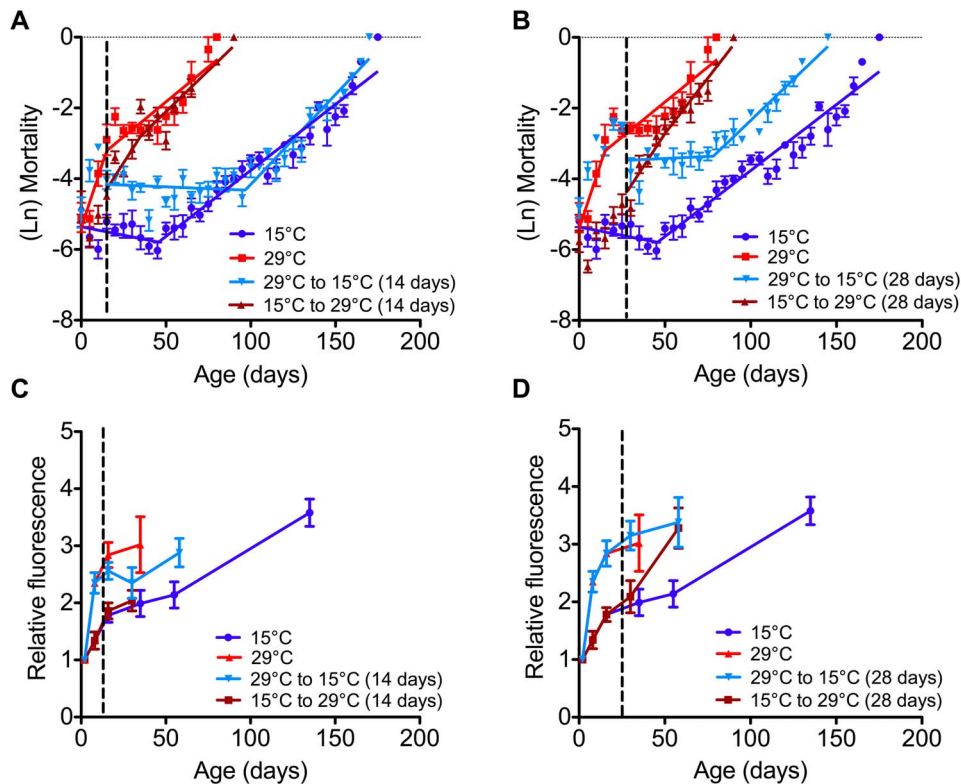 A
(Ln) Mortality
0
-2
-4
-6
-8
0
50
100
150
200
Age (days)
15°C
29°C
29°C to 15°C (14 days)
15°C to 29°C (14 days)
B
(Ln) Mortality
0
-2
-4
-6
-8
0
50
100
150
200
Age (days)
15°C
29°C
29°C to 15°C (28 days)
15°C to 29°C (28 days)
C
Relative fluorescence
5
4
3
2
1
0
0
50
100
150
200
Age (days)
15°C
29°C
29°C to 15°C (14 days)
15°C to 29°C (14 days)
D
Relative fluorescence
5
4
3
2
1
0
0
50
100
150
200
Age (days)
15°C
29°C
29°C to 15°C (28 days)
15°C to 29°C (28 days)